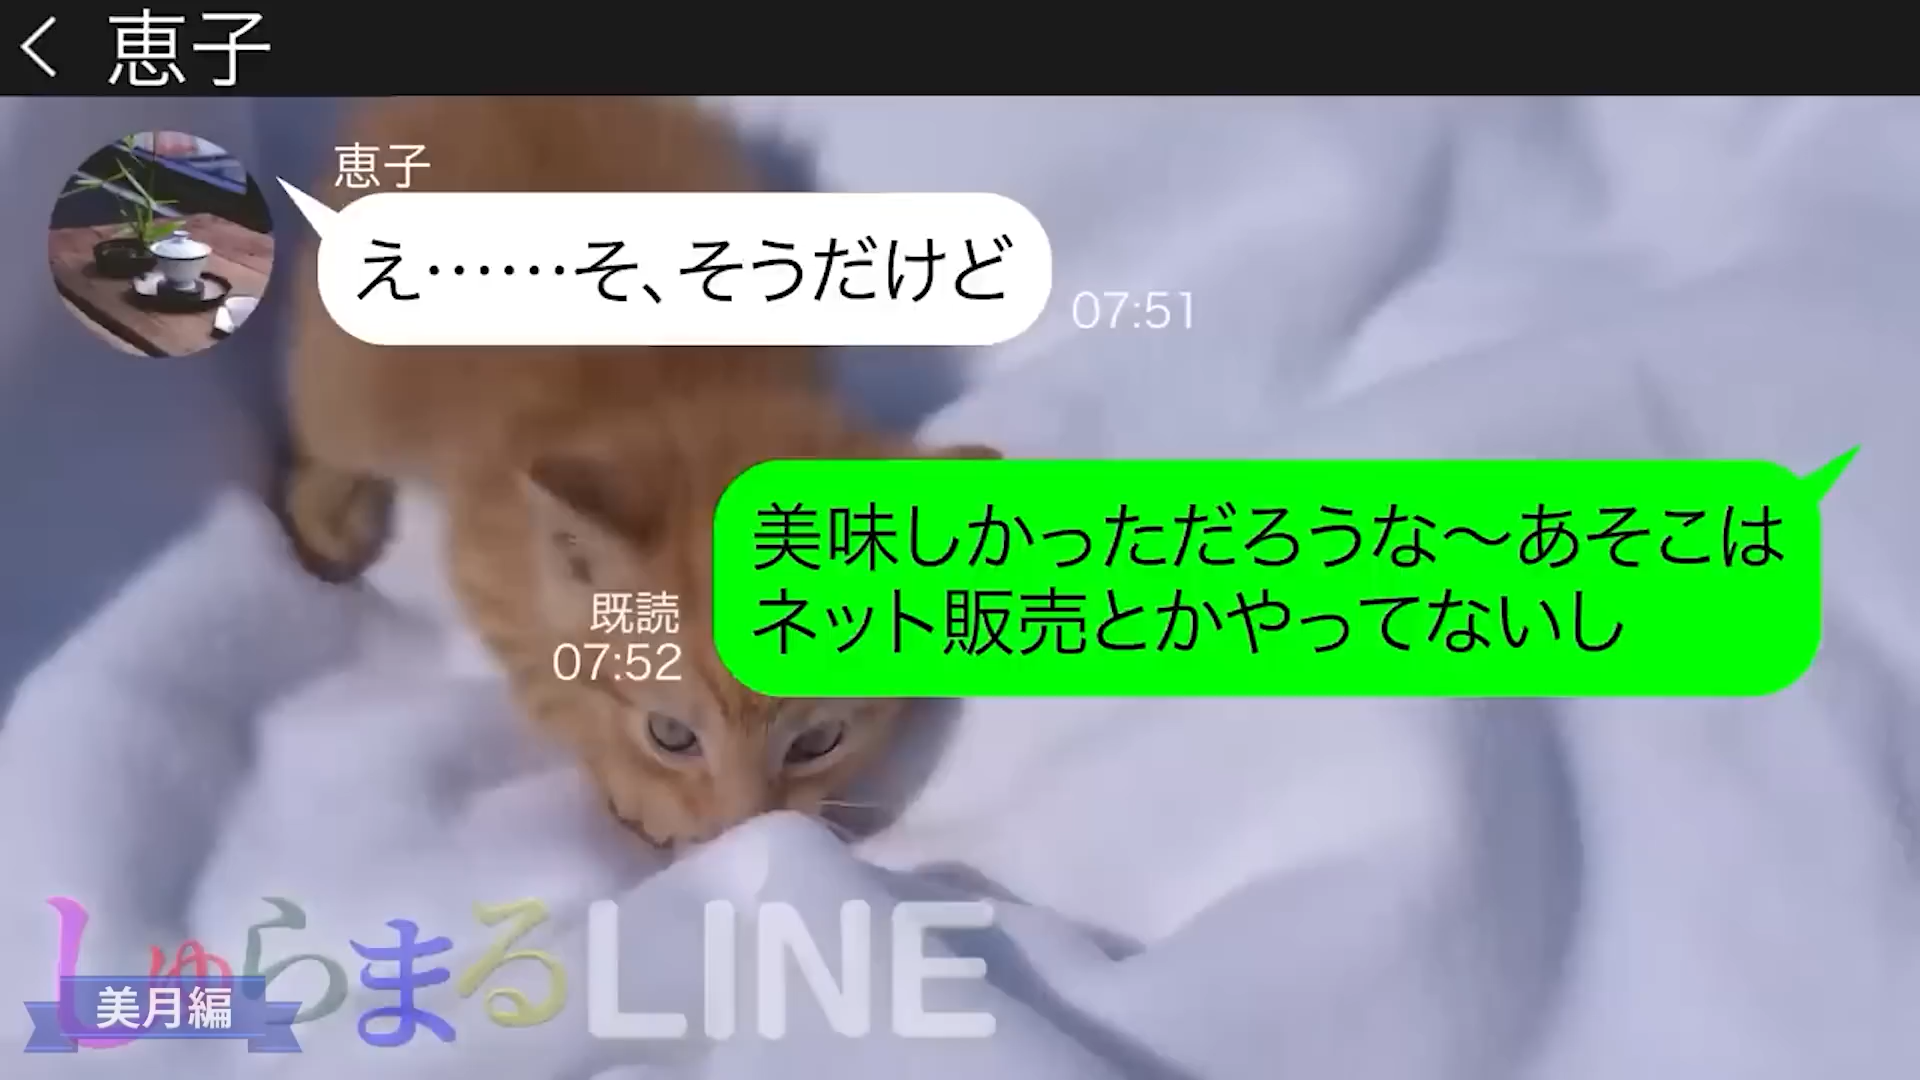 恵子
恵子
え……そ、そうだけど
07:51
美味しかっただろうな〜あそこは
ネット販売とかやってないし
既読
07:52
しゅらまるLINE
美月編